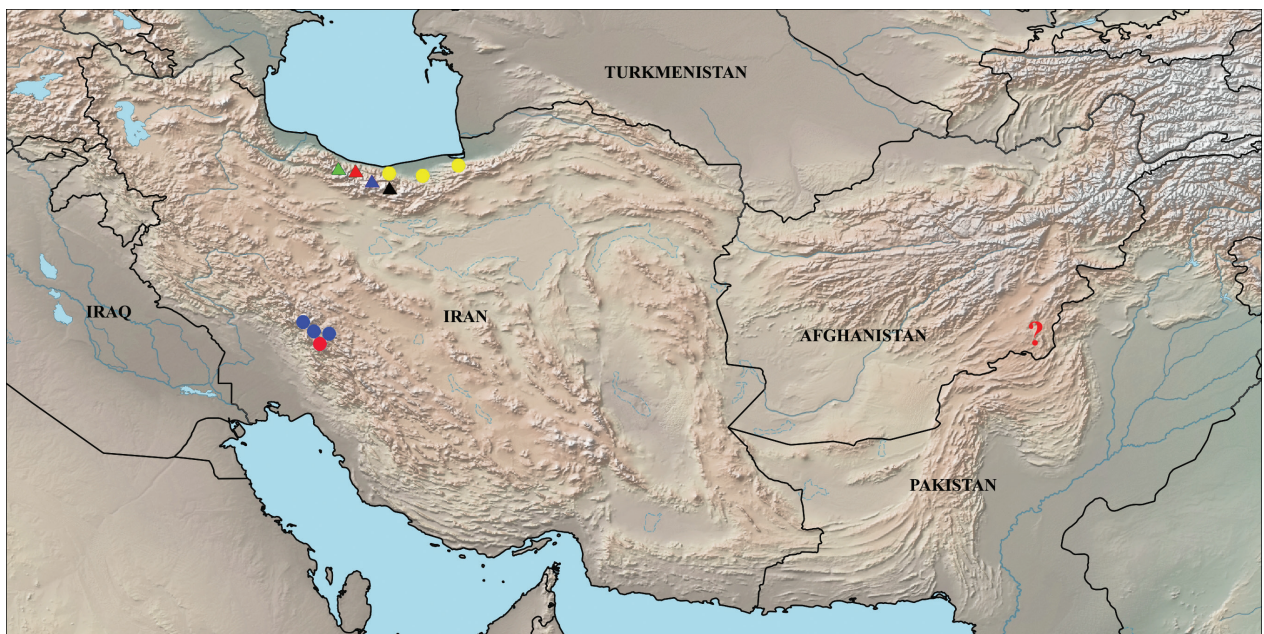 TURKMENISTAN
IRAQ
IRAN
AFGHANISTAN
?
PAKISTAN